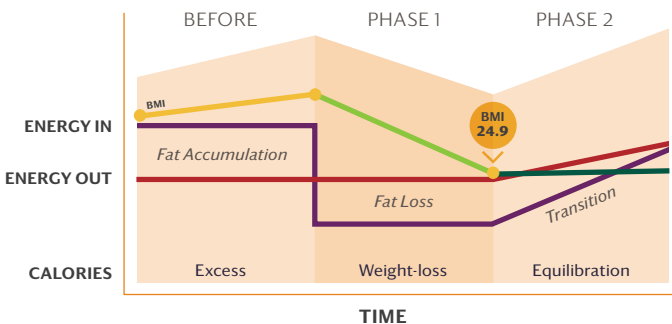 BEFORE
PHASE 1
PHASE 2
BMI
BMI
24.9
ENERGY IN
Fat Accumulation
ENERGY OUT
Fat Loss
Transition
CALORIES
Excess
Weight-loss
Equilibration
TIME